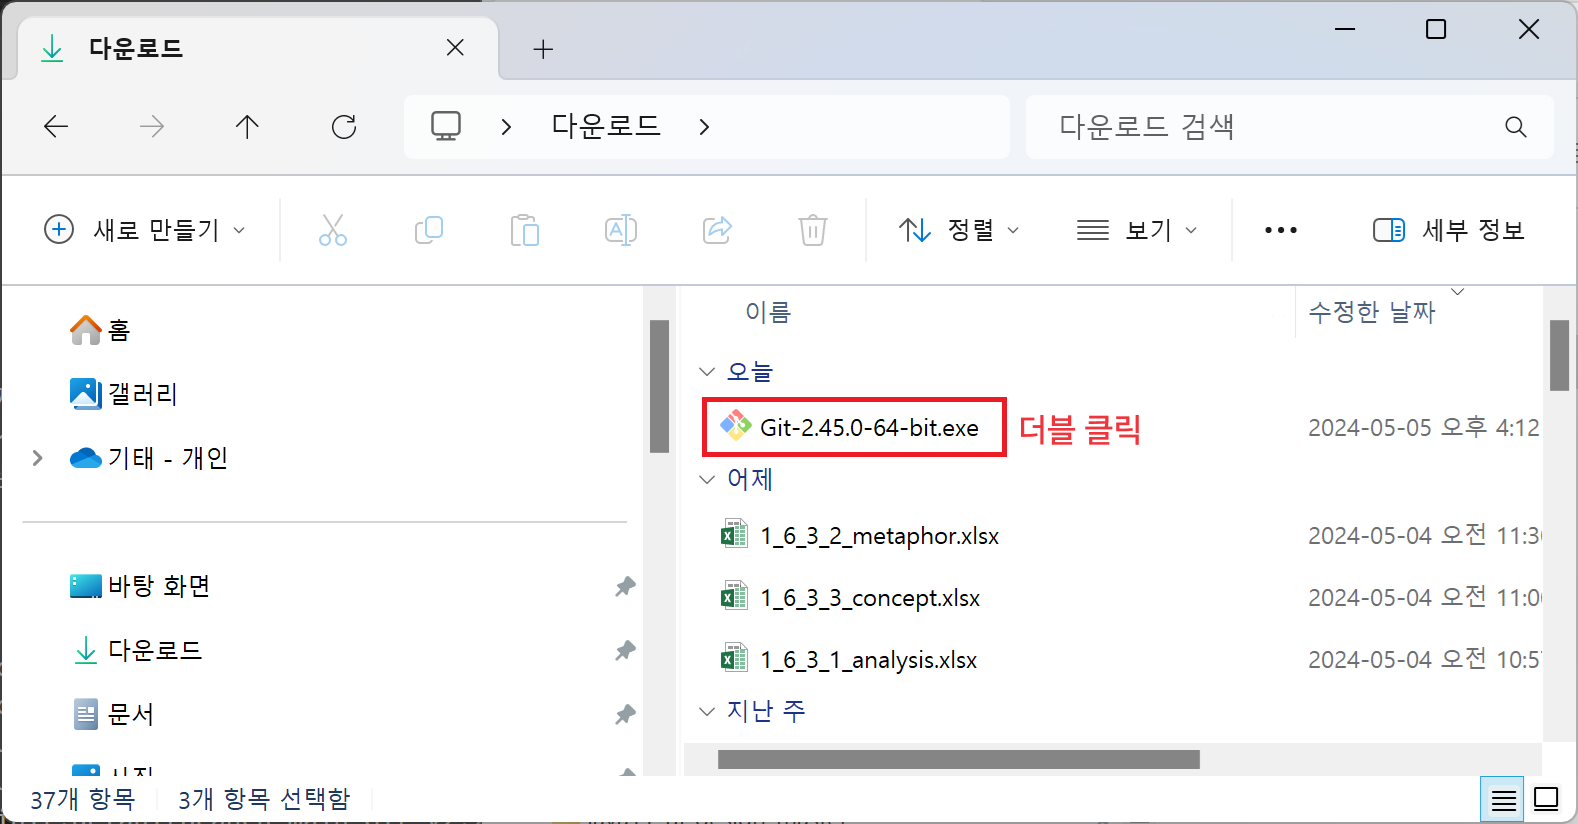 다운로드
다운로드
다운로드 검색
새로 만들기
정렬
보기
세부 정보
홈
갤러리
기태 - 개인
바탕 화면
다운로드
문서
이름
수정한 날짜
오늘
Git-2.45.0-64-bit.exe 더블 클릭 2024-05-05 오후 4:12
어제
1_6_3_2_metaphor.xlsx 2024-05-04 오전 11:3
1_6_3_3_concept.xlsx 2024-05-04 오전 11:0
1_6_3_1_analysis.xlsx 2024-05-04 오전 10:5
지난 주
37개 항목
3개 항목 선택함